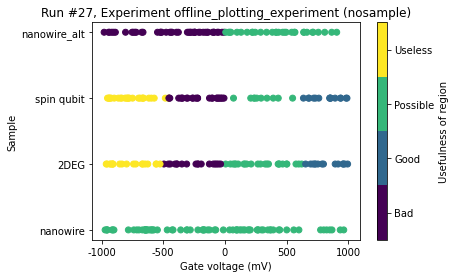 Run #27, Experiment offline_plotting_experiment (nosample)
nanowire_alt
spin qubit
2DEG
nanowire
Sample
-1000
-500
0
500
1000
Gate voltage (mV)
Useless
Possible
Good
Bad
Usefulness of region